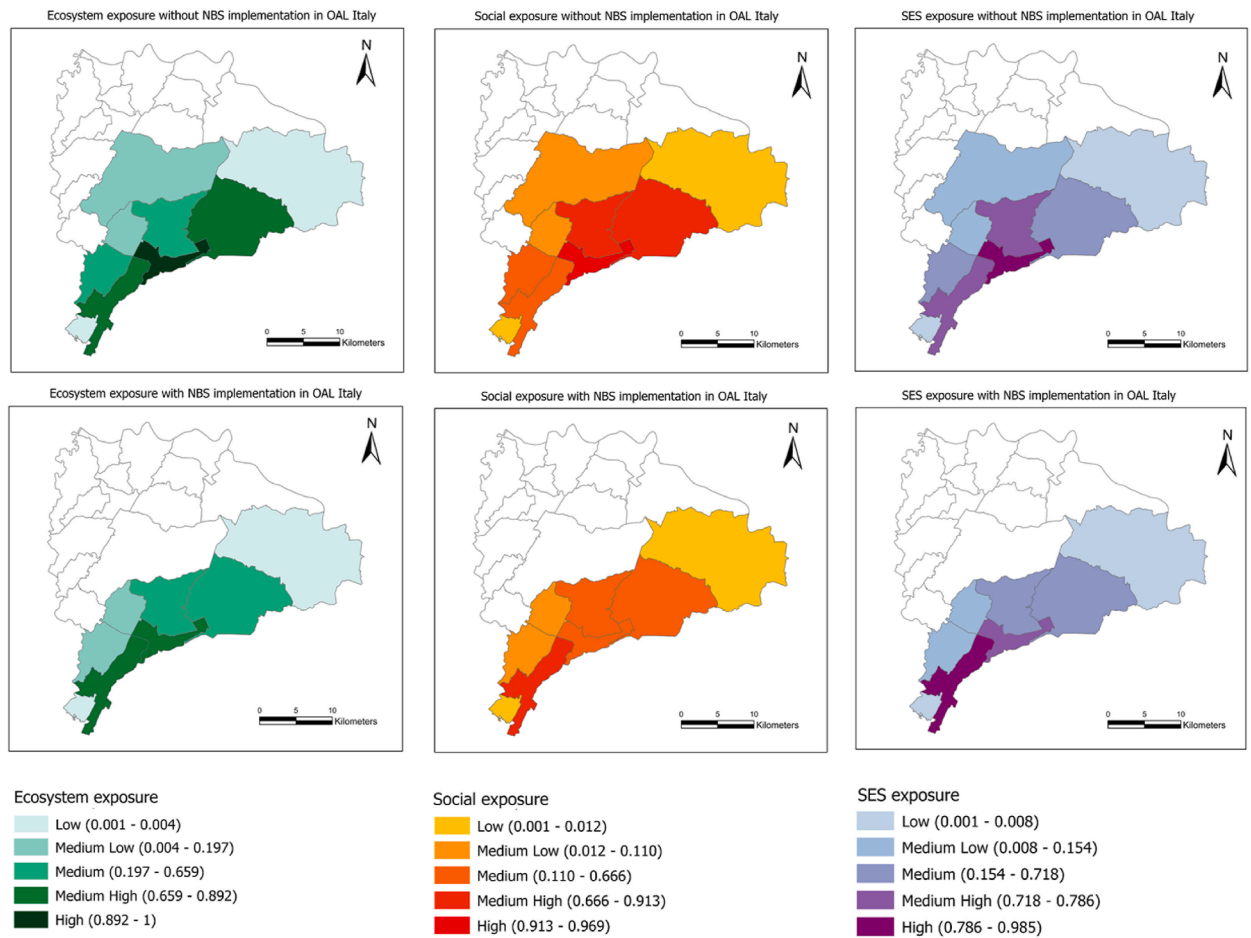 Ecosystem exposure without NBS implementation in OAL Italy
Social exposure without NBS implementation in OAL Italy
SES exposure without NBS implementation in OAL Italy
N
N
N
0 5 10
Kilometers
0 5 10
Kilometers
0 5 10
Kilometers
Ecosystem exposure with NBS implementation in OAL Italy
Social exposure with NBS implementation in OAL Italy
SES exposure with NBS implementation in OAL Italy
N
N
N
0 5 10
Kilometers
0 5 10
Kilometers
0 5 10
Kilometers
Ecosystem exposure
Low (0.001 - 0.004)
Medium Low (0.004 - 0.197)
Medium (0.197 - 0.659)
Medium High (0.659 - 0.892)
High (0.892 - 1)
Social exposure
Low (0.001 - 0.012)
Medium Low (0.012 - 0.110)
Medium (0.110 - 0.666)
Medium High (0.666 - 0.913)
High (0.913 - 0.969)
SES exposure
Low (0.001 - 0.008)
Medium Low (0.008 - 0.154)
Medium (0.154 - 0.718)
Medium High (0.718 - 0.786)
High (0.786 - 0.985)